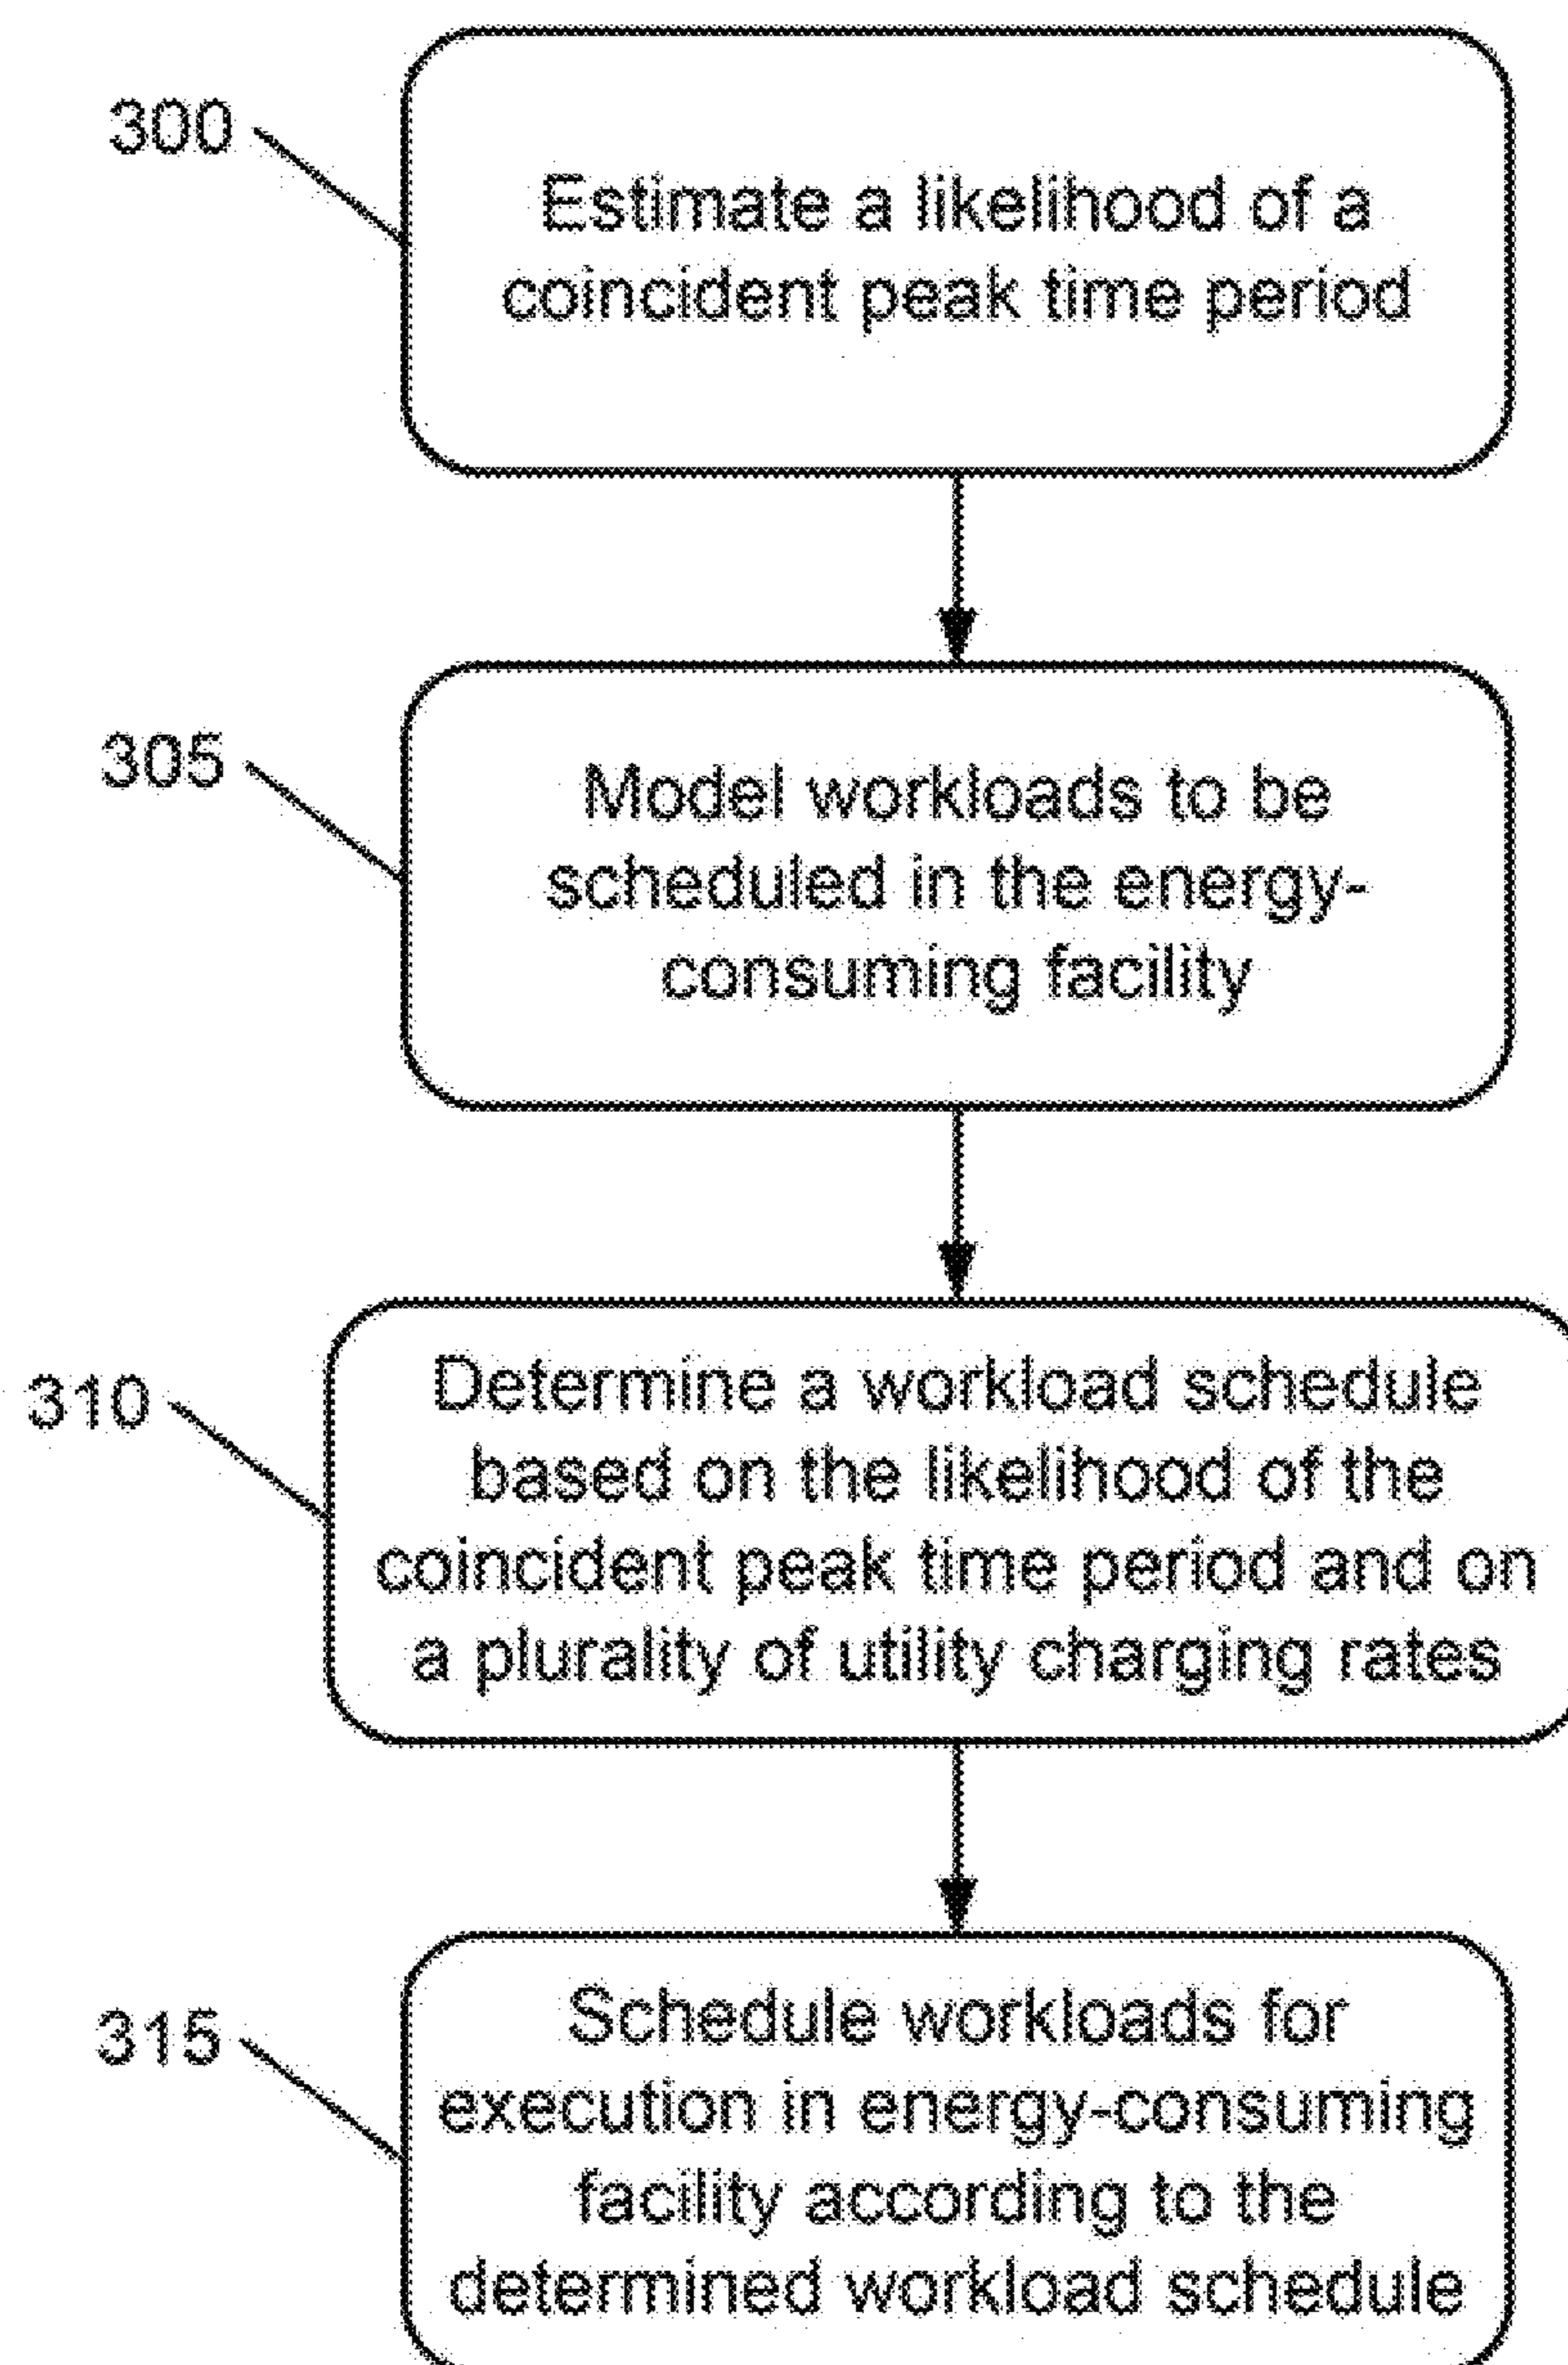 300
Estimate a likelihood of a
coincident peak time period
305
Model workloads to be
scheduled in the energy-
consuming facility
310
Determine a workload schedule
based on the likelihood of the
coincident peak time period and on
a plurality of utility charging rates
315
Schedule workloads for
execution in energy-consuming
facility according to the
determined workload schedule